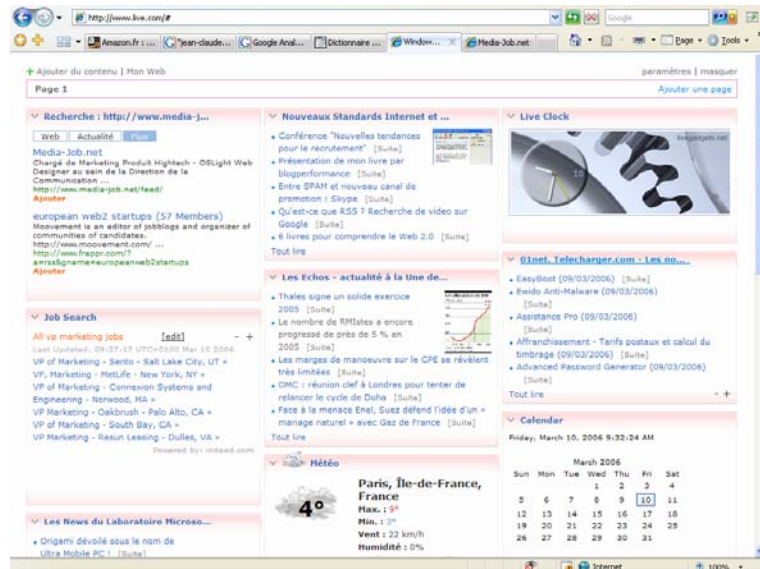 http://www.live.com/#
Google
Amazon.fr : ...
"jean-claude...
Google Anal...
Dictionnaire ...
Window...
Media-Job.net
Page
Tools
Ajouter du contenu | Mon Web
paramètres | masquer
Page 1
Ajouter une page
Recherche : http://www.media-j...
Web Actualité Flux
Media-Job.net
Chargé de Marketing Produit Hightech - OSLight Web
Designer au sein de la Direction de la
Communication ...
http://www.media-job.net/feed/
Ajouter
european web2 startups (57 Members)
Moovement is an editor of jobblogs and organizer of
communities of candidates.
http://www.moovement.com/ ...
http://www.frappr.com/?
a=rss&gname=europeanweb2startups
Ajouter
Job Search
All vp marketing jobs [edit] - +
Last Updated: 09:27:17 UTC+0100 Mar 10 2006
VP of Marketing - Sento - Salt Lake City, UT »
VP, Marketing - MetLife - New York, NY »
VP of Marketing - Connexion Systems and
Engineering - Norwood, MA »
VP Marketing - Oakbrush - Palo Alto, CA »
VP of Marketing - South Bay, CA »
VP Marketing - Resun Leasing - Dulles, VA »
Powered by: indeed.com
Les News du Laboratoire Microso...
Origami dévoilé sous le nom de
Ultra Mobile PC ! [Suite]
Nouveaux Standards Internet et ...
Conférence "Nouvelles tendances
pour le recrutement" [Suite]
Présentation de mon livre par
blogperformance [Suite]
Entre SPAM et nouveau canal de
promotion : Skype [Suite]
Qu'est-ce que RSS ? Recherche de video sur
Google [Suite]
6 livres pour comprendre le Web 2.0 [Suite]
Tout lire
Les Echos - actualité à la Une de...
Thales signe un solide exercice
2005 [Suite]
Le nombre de RMIstes a encore
progressé de près de 5 % en
2005 [Suite]
Les marges de manoeuvre sur le CPE se révèlent
très limitées [Suite]
OMC : réunion clef à Londres pour tenter de
relancer le cycle de Doha [Suite]
Face à la menace Enel, Suez défend l'idée d'un «
mariage naturel » avec Gaz de France [Suite]
Tout lire
Météo
4°
Paris, Île-de-France,
France
Max. : 9°
Min. : 3°
Vent : 22 km/h
Humidité : 0%
Live Clock
livegadgets.net
10
01net. Telecharger.com - Les no...
EasyBoot (09/03/2006) [Suite]
Ewido Anti-Malware (09/03/2006)
[Suite]
Assistance Pro (09/03/2006) [Suite]
Affranchissement - Tarifs postaux et calcul du
timbrage (09/03/2006) [Suite]
Advanced Password Generator (09/03/2006)
[Suite]
Tout lire - +
Calendar
Friday, March 10, 2006 9:32:24 AM
March 2006
Sun Mon Tue Wed Thu Fri Sat
1 2 3 4
5 6 7 8 9 10 11
12 13 14 15 16 17 18
19 20 21 22 23 24 25
26 27 28 29 30 31
Internet
100%